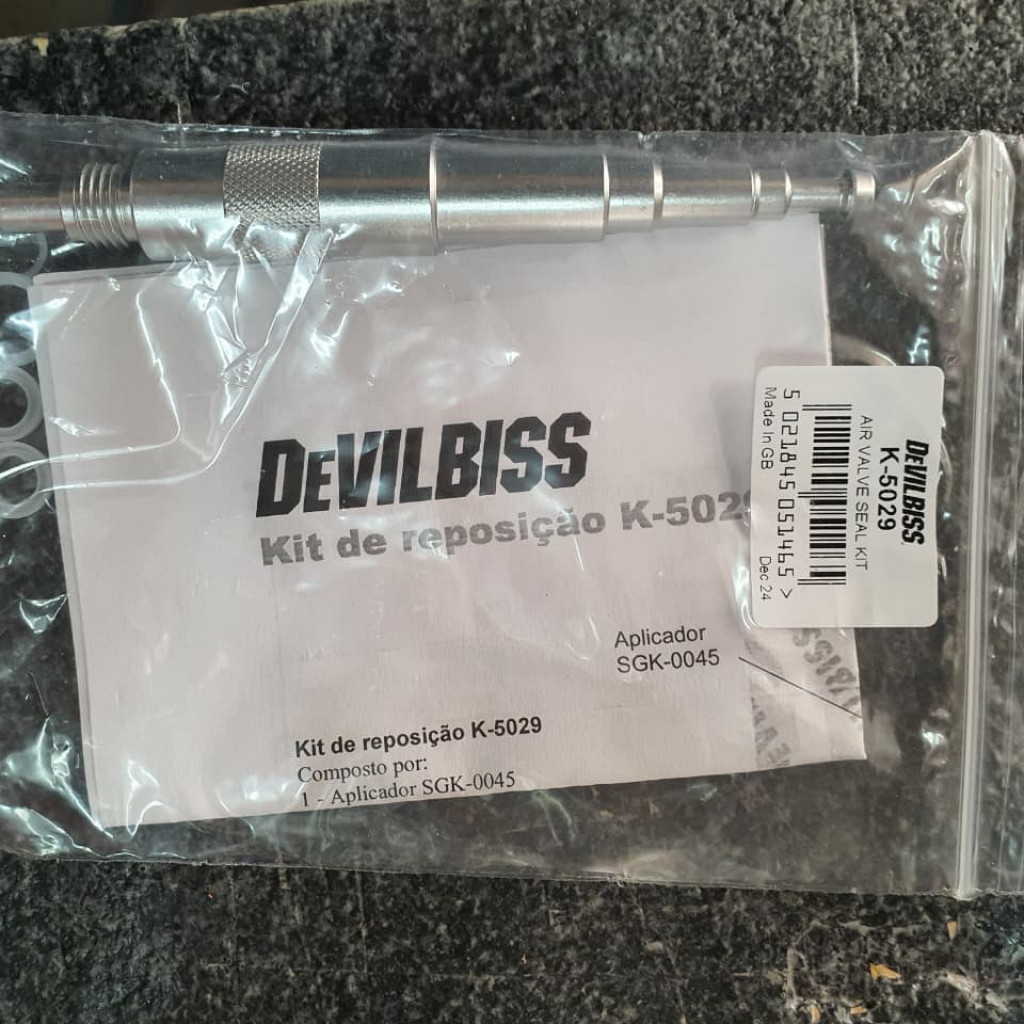 DEVILBISS
Kit de reposição K-502
Aplicador
SGK-0045
Kit de reposição K-5029
Composto por:
1 - Aplicador SGK-0045
DEVILBISS
K-5029
AIR VALVE SEAL KIT
5 021845 051465 >
Made In GB
Dec 24